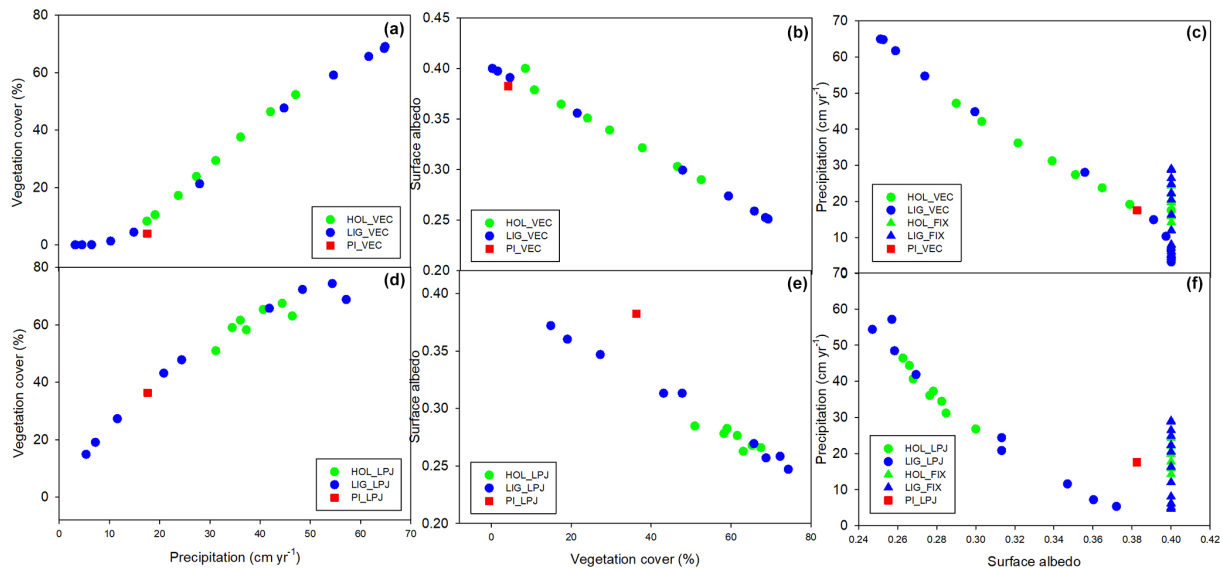 (a)
Vegetation cover (%)
80
60
40
20
0
HOL_VEC
LIG_VEC
PI_VEC
(b)
Surface albedo
0.45
0.40
0.35
0.30
0.25
0.20
HOL_VEC
LIG_VEC
PI_VEC
(c)
Precipitation (cm yr⁻¹)
70
60
50
40
30
20
10
0
HOL_VEC
LIG_VEC
HOL_FIX
LIG_FIX
PI_VEC
(d)
Vegetation cover (%)
80
60
40
20
0
HOL_LPJ
LIG_LPJ
PI_LPJ
0 10 20 30 40 50 60 70
Precipitation (cm yr⁻¹)
(e)
Surface albedo
0.40
0.35
0.30
0.25
0.20
HOL_LPJ
LIG_LPJ
PI_LPJ
0 10 20 30 40 50 60 70 80
Vegetation cover (%)
(f)
Precipitation (cm yr⁻¹)
70
60
50
40
30
20
10
0
HOL_LPJ
LIG_LPJ
HOL_FIX
LIG_FIX
PI_LPJ
0.24 0.26 0.28 0.30 0.32 0.34 0.36 0.38 0.40 0.42
Surface albedo